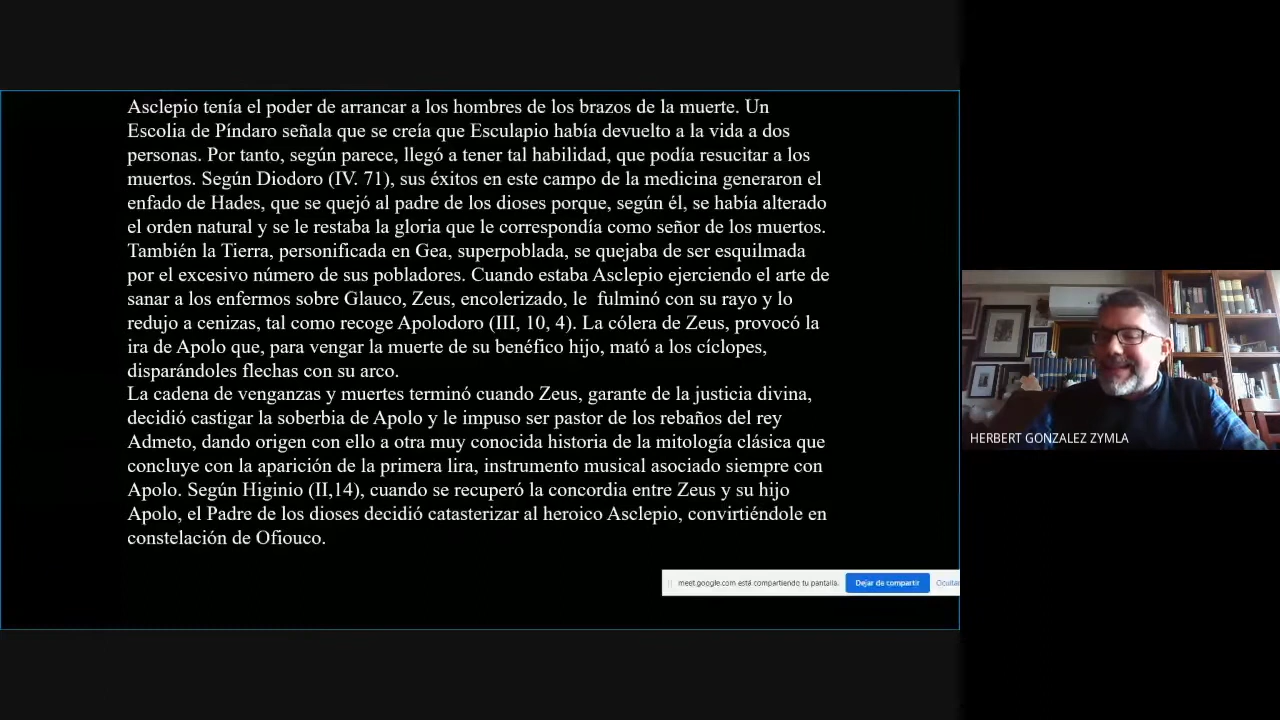 Asclepio tenía el poder de arrancar a los hombres de los brazos de la muerte. Un
Escolia de Píndaro señala que se creía que Esculapio había devuelto a la vida a dos
personas. Por tanto, según parece, llegó a tener tal habilidad, que podía resucitar a los
muertos. Según Diodoro (IV. 71), sus éxitos en este campo de la medicina generaron el
enfado de Hades, que se quejó al padre de los dioses porque, según él, se había alterado
el orden natural y se le restaba la gloria que le correspondía como señor de los muertos.
También la Tierra, personificada en Gea, superpoblada, se quejaba de ser esquilmada
por el excesivo número de sus pobladores. Cuando estaba Asclepio ejerciendo el arte de
sanar a los enfermos sobre Glauco, Zeus, encolerizado, le fulminó con su rayo y lo
redujo a cenizas, tal como recoge Apolodoro (III, 10, 4). La cólera de Zeus, provocó la
ira de Apolo que, para vengar la muerte de su benéfico hijo, mató a los cíclopes,
disparándoles flechas con su arco.
La cadena de venganzas y muertes terminó cuando Zeus, garante de la justicia divina,
decidió castigar la soberbia de Apolo y le impuso ser pastor de los rebaños del rey
Admeto, dando origen con ello a otra muy conocida historia de la mitología clásica que
concluye con la aparición de la primera lira, instrumento musical asociado siempre con
Apolo. Según Higinio (II,14), cuando se recuperó la concordia entre Zeus y su hijo
Apolo, el Padre de los dioses decidió catasterizar al heroico Asclepio, convirtiéndole en
constelación de Ofiouco.
meet.google.com está compartiendo tu pantalla. Dejar de compartir
HERBERT GONZALEZ ZYMLA